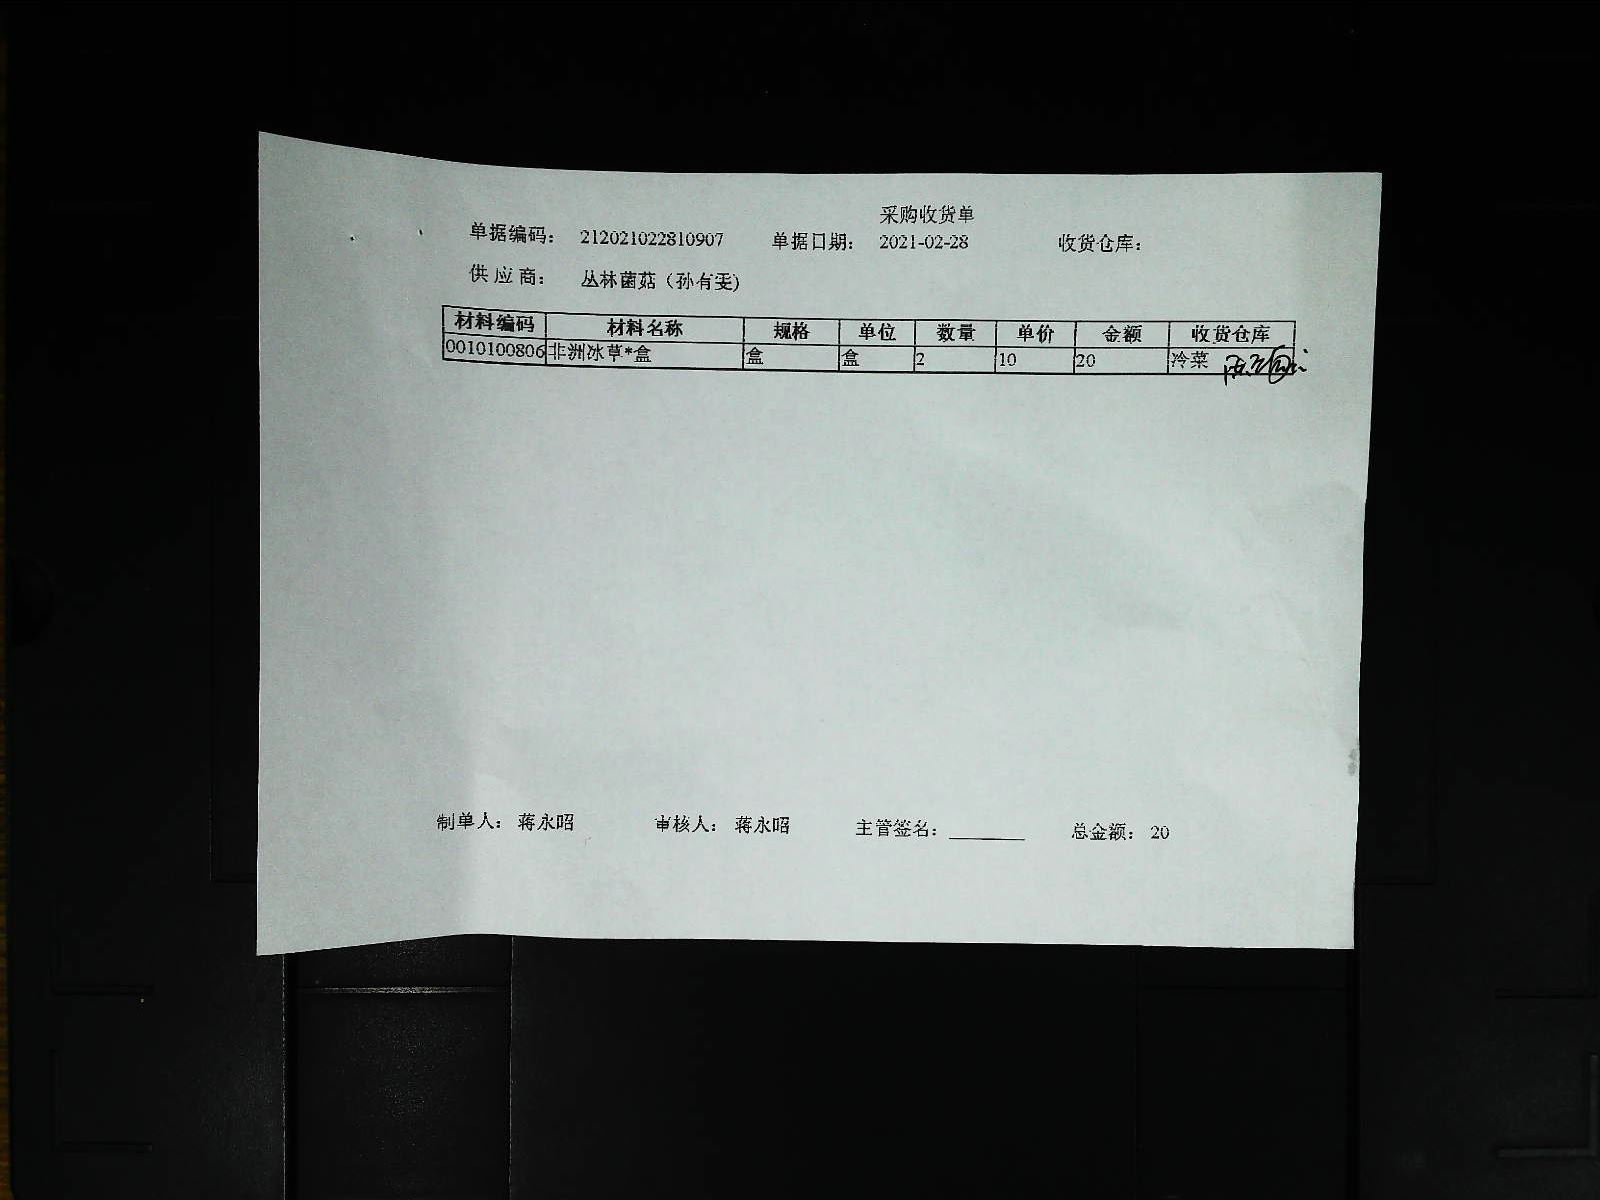 采购收货单
单据编码： 212021022810907 单据日期： 2021-02-28 收货仓库：
供 应 商： 丛林菌菇（孙有雯）
材料编码 材料名称 规格 单位 数量 单价 金额 收货仓库
0010100806 非洲冰草*盒 盒 盒 2 10 20 冷菜
制单人： 蒋永昭 审核人： 蒋永昭 主管签名：________ 总金额： 20